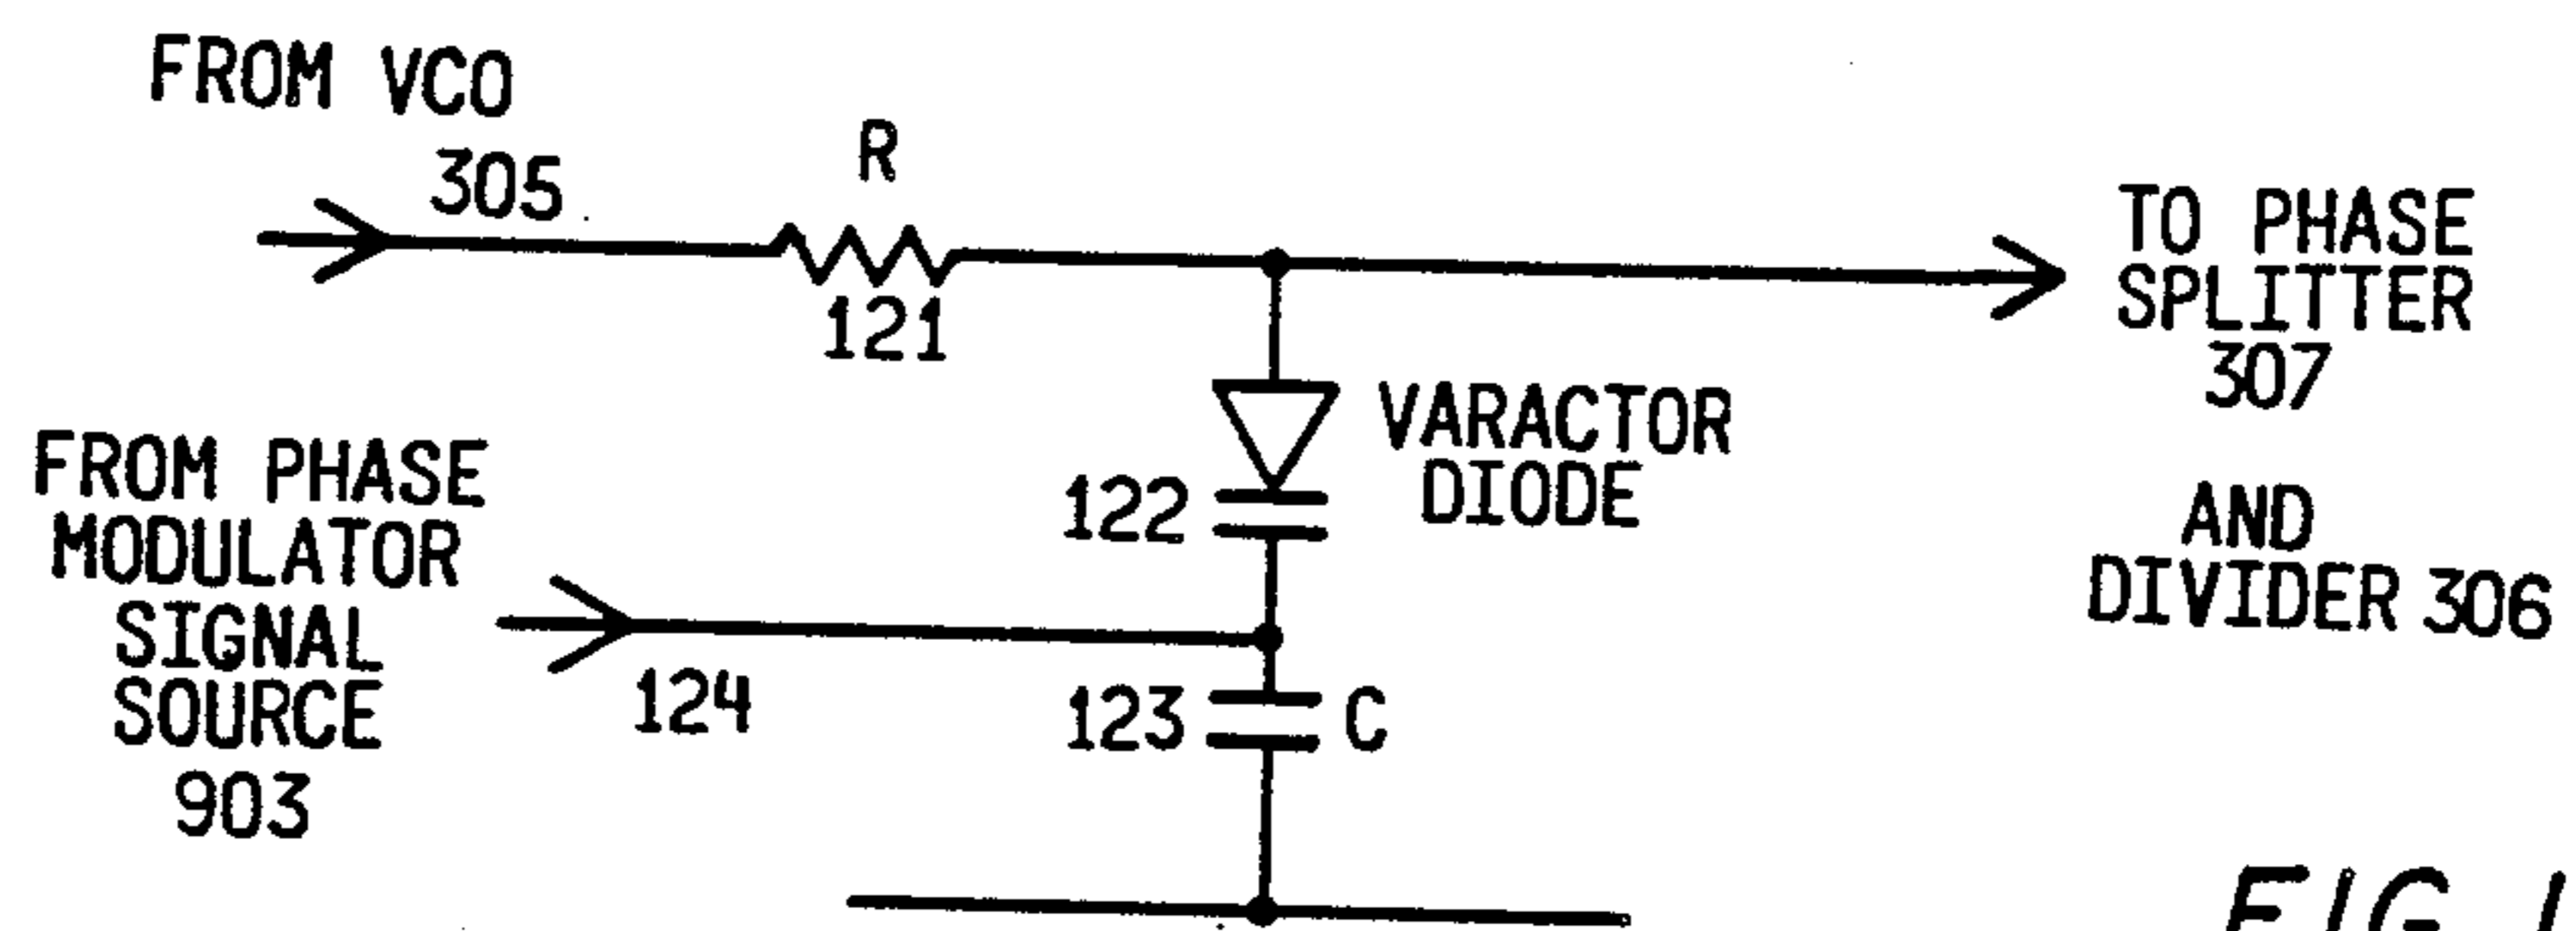 FROM VCO
305
R
121
TO PHASE
SPLITTER
307
AND
DIVIDER 306
VARACTOR
DIODE
122
FROM PHASE
MODULATOR
SIGNAL
SOURCE
903
124
123
C